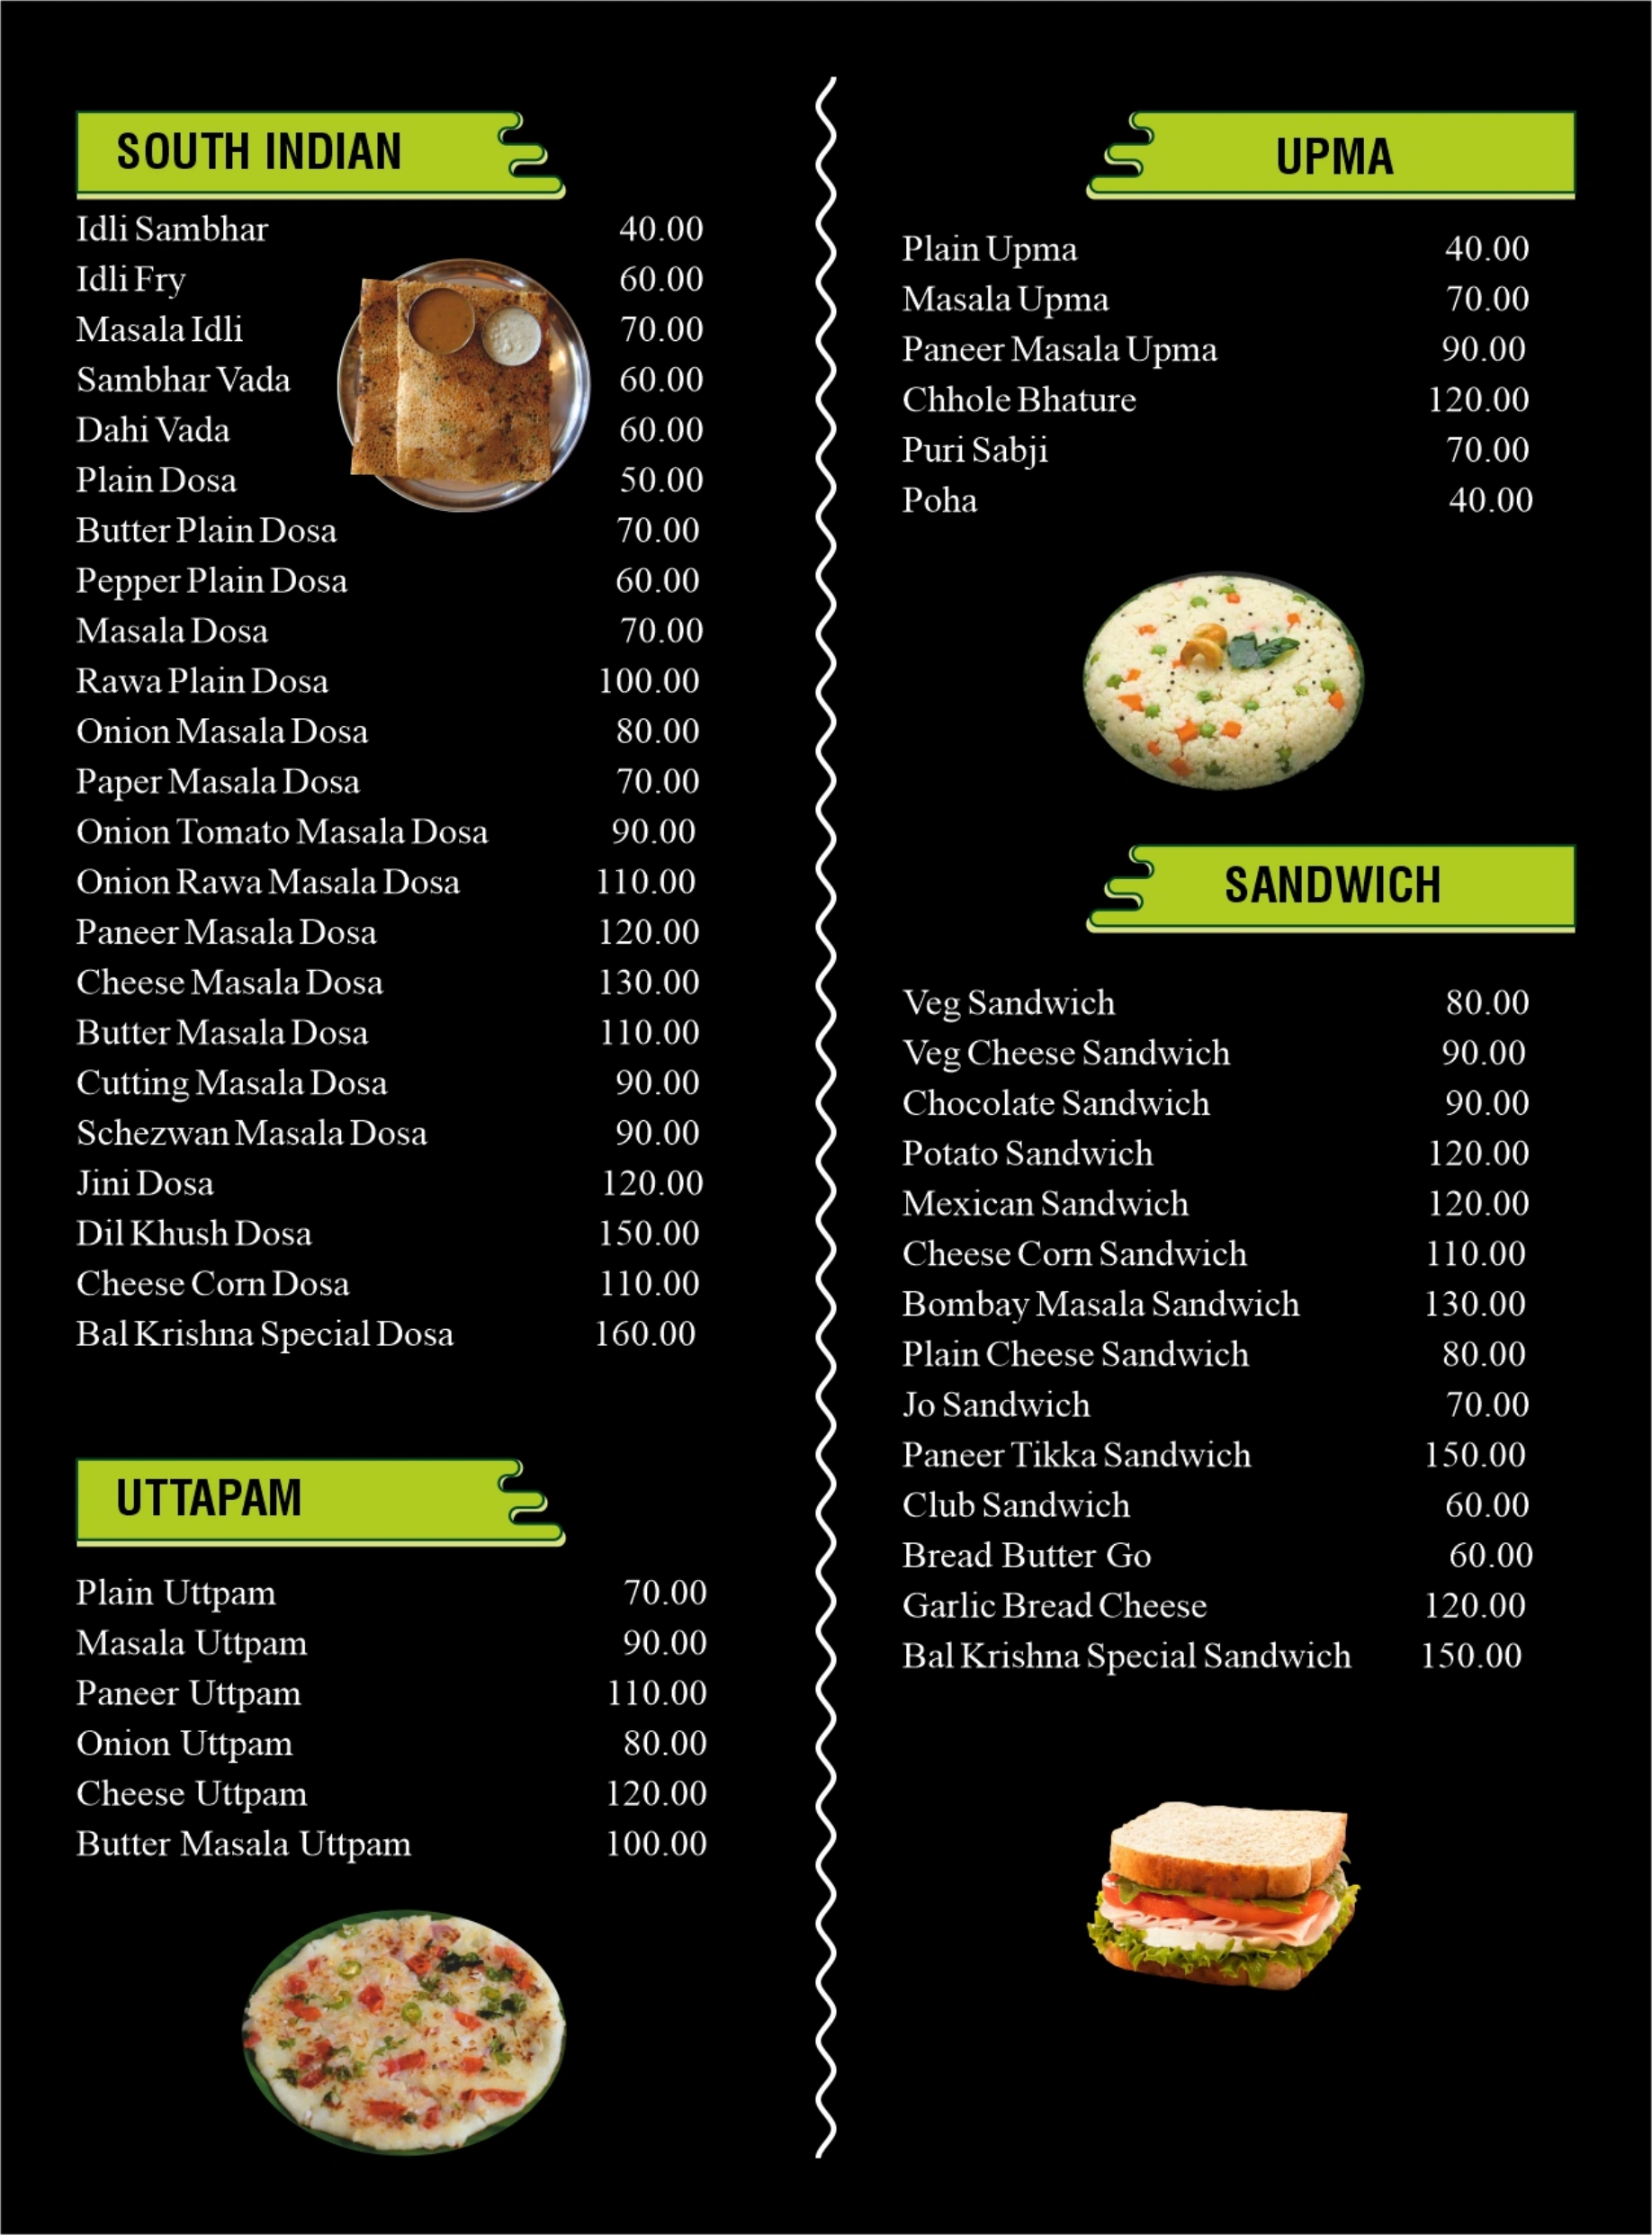 SOUTH INDIAN
Idli Sambhar 40.00
Idli Fry 60.00
Masala Idli 70.00
Sambhar Vada 60.00
Dahi Vada 60.00
Plain Dosa 50.00
Butter Plain Dosa 70.00
Pepper Plain Dosa 60.00
Masala Dosa 70.00
Rawa Plain Dosa 100.00
Onion Masala Dosa 80.00
Paper Masala Dosa 70.00
Onion Tomato Masala Dosa 90.00
Onion Rawa Masala Dosa 110.00
Paneer Masala Dosa 120.00
Cheese Masala Dosa 130.00
Butter Masala Dosa 110.00
Cutting Masala Dosa 90.00
Schezwan Masala Dosa 90.00
Jini Dosa 120.00
Dil Khush Dosa 150.00
Cheese Corn Dosa 110.00
Bal Krishna Special Dosa 160.00
UTTAPAM
Plain Uttpam 70.00
Masala Uttpam 90.00
Paneer Uttpam 110.00
Onion Uttpam 80.00
Cheese Uttpam 120.00
Butter Masala Uttpam 100.00
UPMA
Plain Upma 40.00
Masala Upma 70.00
Paneer Masala Upma 90.00
Chhole Bhature 120.00
Puri Sabji 70.00
Poha 40.00
SANDWICH
Veg Sandwich 80.00
Veg Cheese Sandwich 90.00
Chocolate Sandwich 90.00
Potato Sandwich 120.00
Mexican Sandwich 120.00
Cheese Corn Sandwich 110.00
Bombay Masala Sandwich 130.00
Plain Cheese Sandwich 80.00
Jo Sandwich 70.00
Paneer Tikka Sandwich 150.00
Club Sandwich 60.00
Bread Butter Go 60.00
Garlic Bread Cheese 120.00
Bal Krishna Special Sandwich 150.00